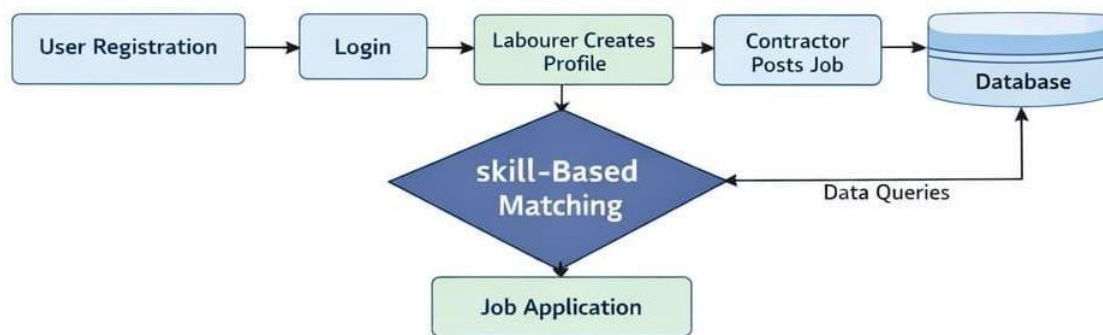 User Registration
Login
Labourer Creates
Profile
Contractor
Posts Job
Database
skill-Based
Matching
Data Queries
Job Application